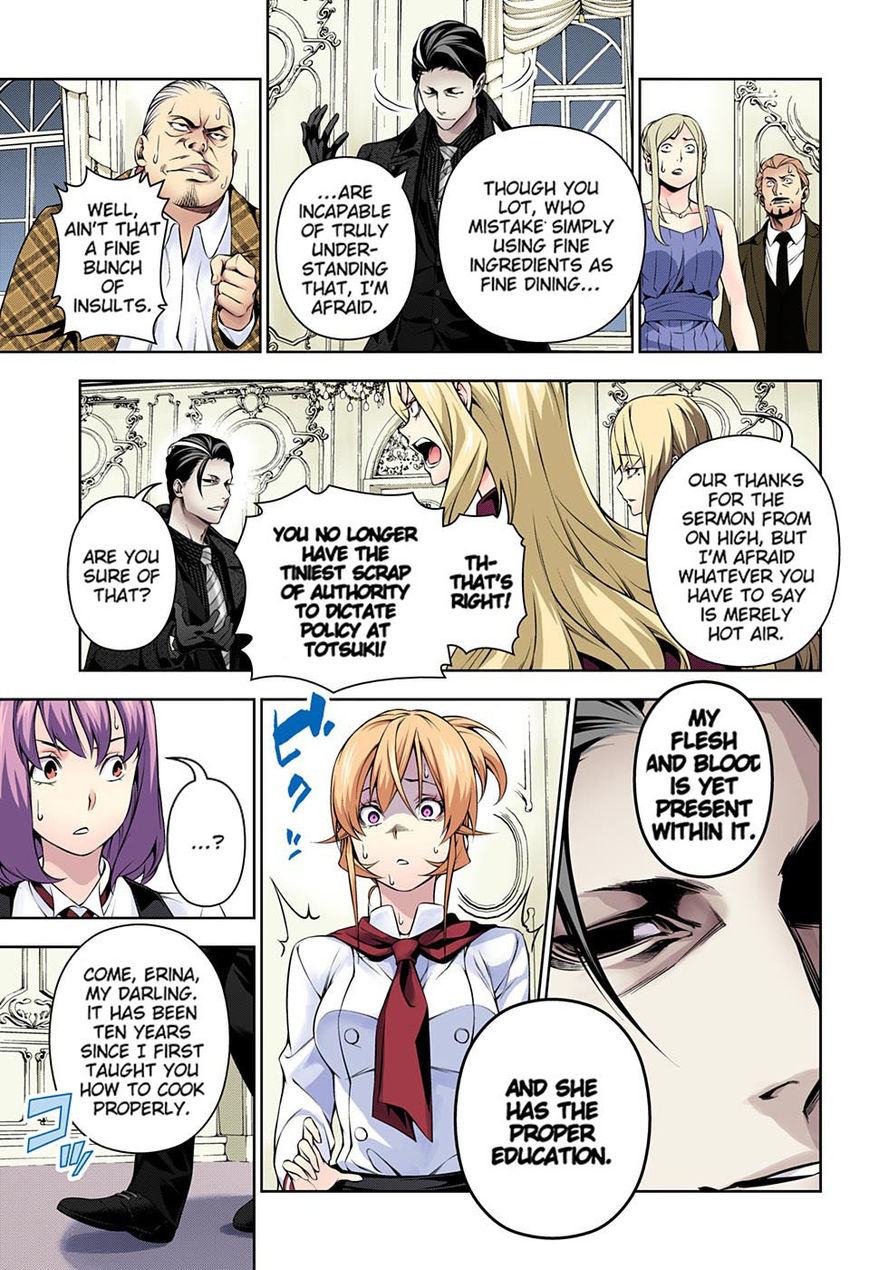 THOUGH YOU
LOT, WHO
MISTAKE SIMPLY
USING FINE
INGREDIENTS AS
FINE DINING...
...ARE
INCAPABLE
OF TRULY
UNDER-
STANDING
THAT, I'M
AFRAID.
WELL,
AIN'T THAT
A FINE
BUNCH
OF
INSULTS.
OUR THANKS
FOR THE
SERMON FROM
ON HIGH, BUT
I'M AFRAID
WHATEVER YOU
HAVE TO SAY
IS MERELY
HOT AIR.
TH-
THAT'S
RIGHT!
YOU NO LONGER
HAVE THE
TINIEST SCRAP
OF AUTHORITY
TO DICTATE
POLICY AT
TOTSUKI!
ARE YOU
SURE OF
THAT?
MY
FLESH
AND BLOOD
IS YET
PRESENT
WITHIN IT.
AND SHE
HAS THE
PROPER
EDUCATION.
ビクッ
...?
COME, ERINA,
MY DARLING.
IT HAS BEEN
TEN YEARS
SINCE I FIRST
TAUGHT YOU
HOW TO COOK
PROPERLY.
コッ